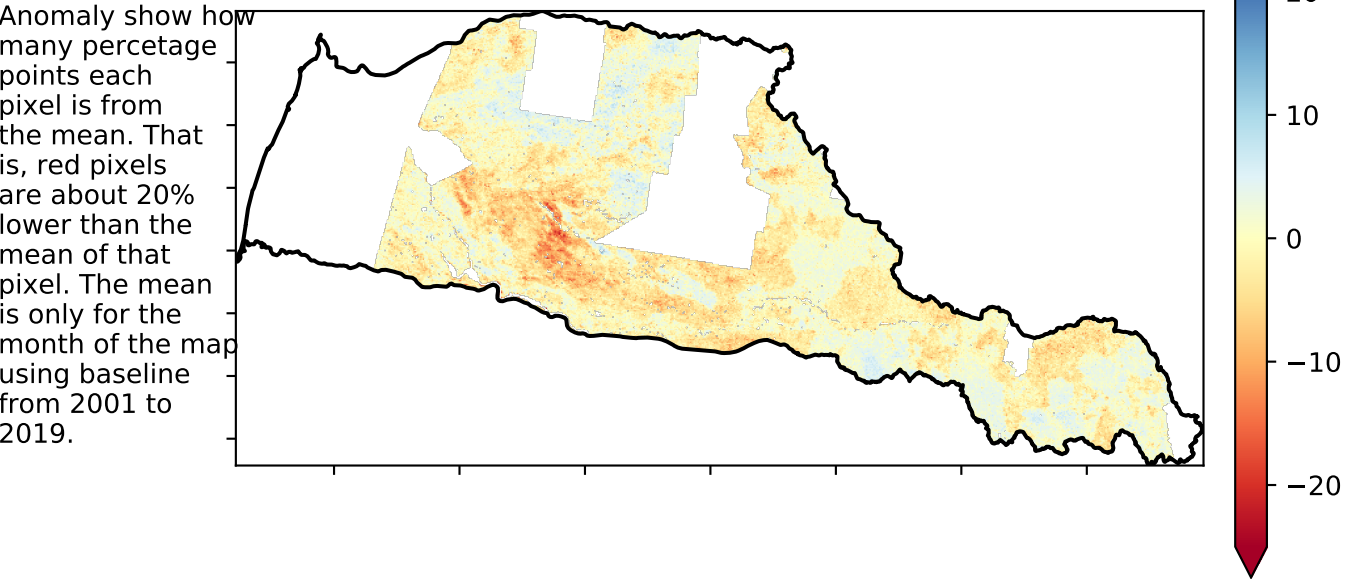 Anomaly show how
many percetage
points each
pixel is from
the mean. That
is, red pixels
are about 20%
lower than the
mean of that
pixel. The mean
is only for the
month of the map
using baseline
from 2001 to
2019.
10
0
−10
−20